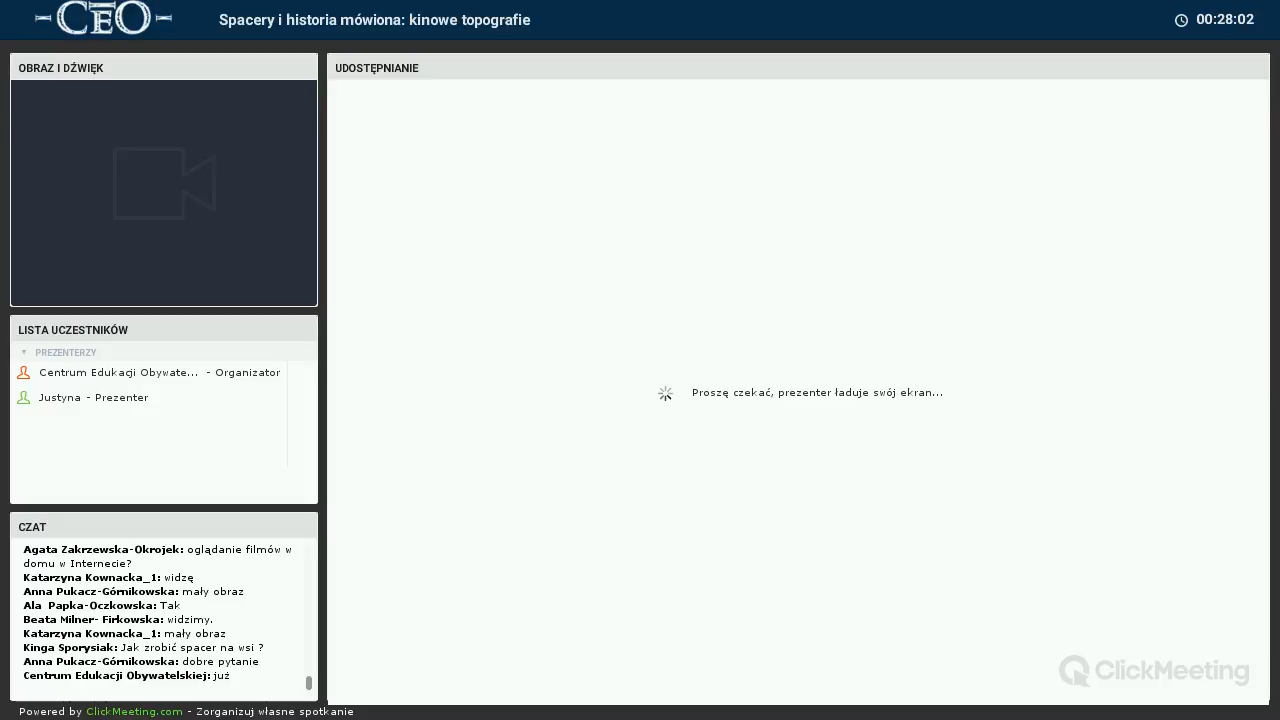 CEO
Spacery i historia mówiona: kinowe topografie
00:28:02
OBRAZ I DŹWIĘK
UDOSTĘPNIANIE
LISTA UCZESTNIKÓW
PREZENTERZY
Centrum Edukacji Obywate... - Organizator
Justyna - Prezenter
Proszę czekać, prezenter ładuje swój ekran...
CZAT
Agata Zakrzewska-Okrojek: oglądanie filmów w
domu w Internecie?
Katarzyna Kownacka_1: widzę
Anna Pukacz-Górnikowska: mały obraz
Ala Papka-Oczkowska: Tak
Beata Milner- Firkowska: widzimy.
Katarzyna Kownacka_1: mały obraz
Kinga Sporysiak: Jak zrobić spacer na wsi ?
Anna Pukacz-Górnikowska: dobre pytanie
Centrum Edukacji Obywatelskiej: już
ClickMeeting
Powered by ClickMeeting.com - Zorganizuj własne spotkanie